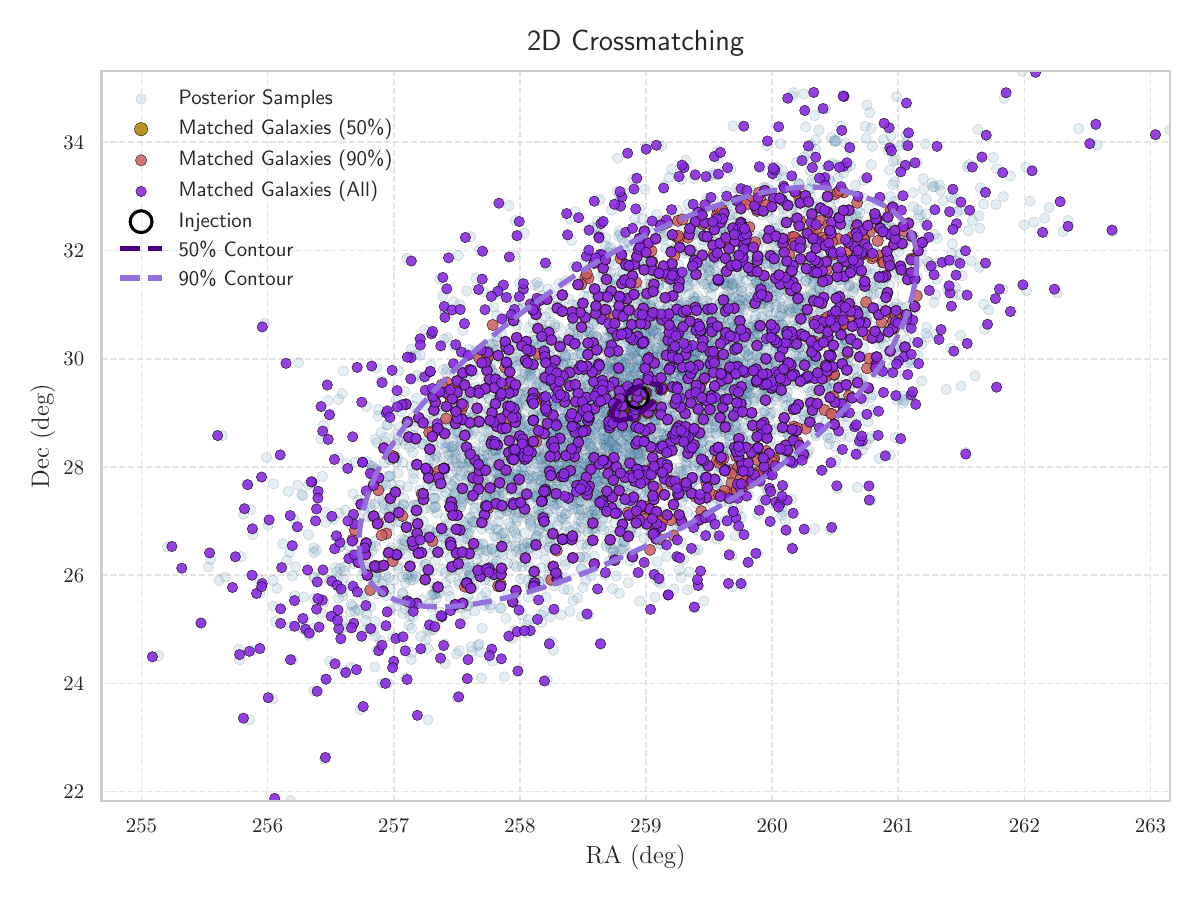 2D Crossmatching
Posterior Samples
Matched Galaxies (50%)
Matched Galaxies (90%)
Matched Galaxies (All)
Injection
50% Contour
90% Contour
34
32
30
28
26
24
22
Dec (deg)
255 256 257 258 259 260 261 262 263
RA (deg)